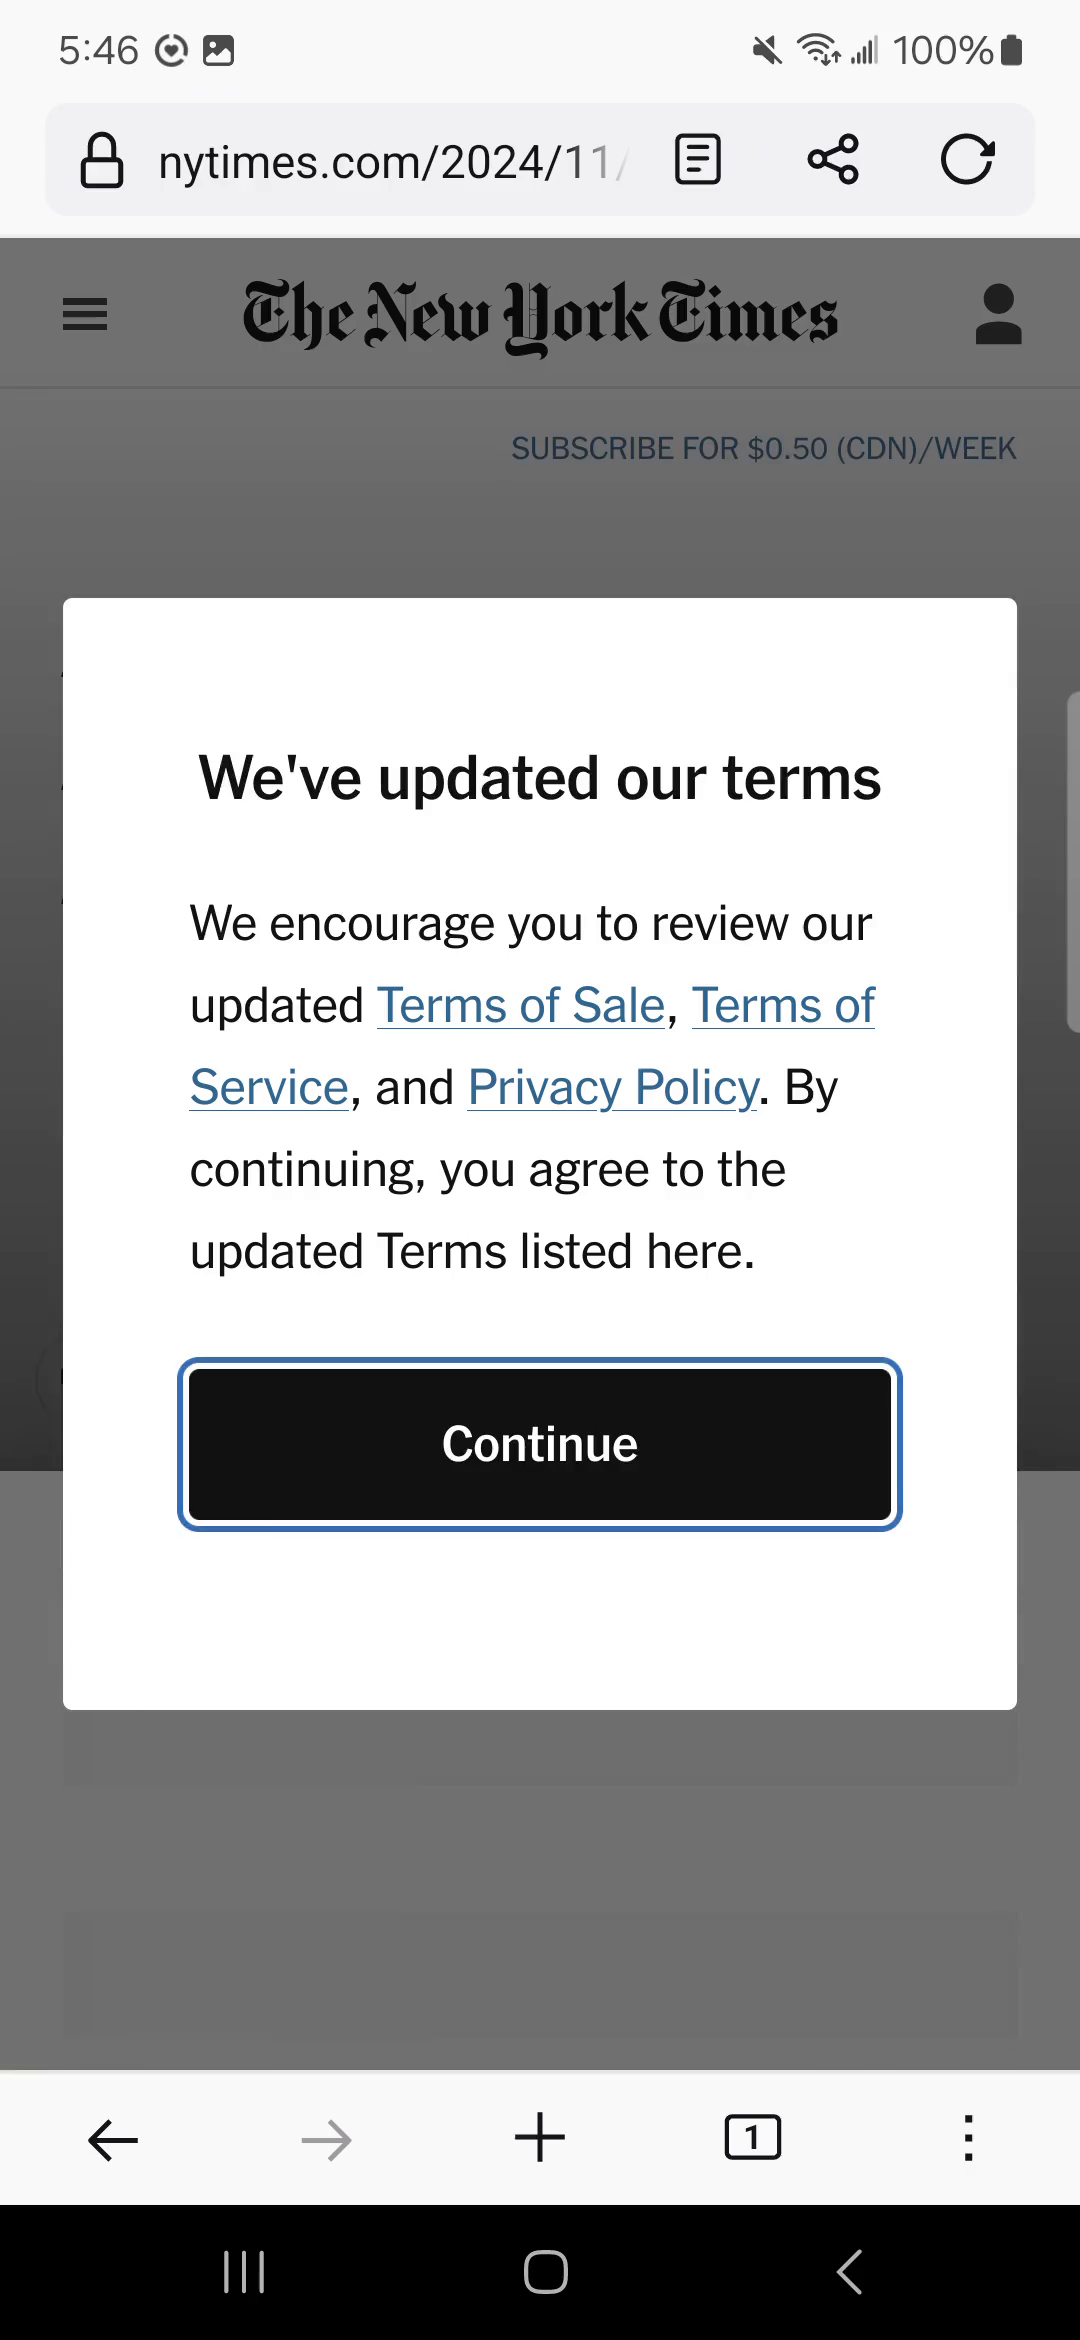 5:46 100%
nytimes.com/2024/11/
The New York Times
SUBSCRIBE FOR $0.50 (CDN)/WEEK
We've updated our terms
We encourage you to review our
updated Terms of Sale, Terms of
Service, and Privacy Policy. By
continuing, you agree to the
updated Terms listed here.
Continue
1